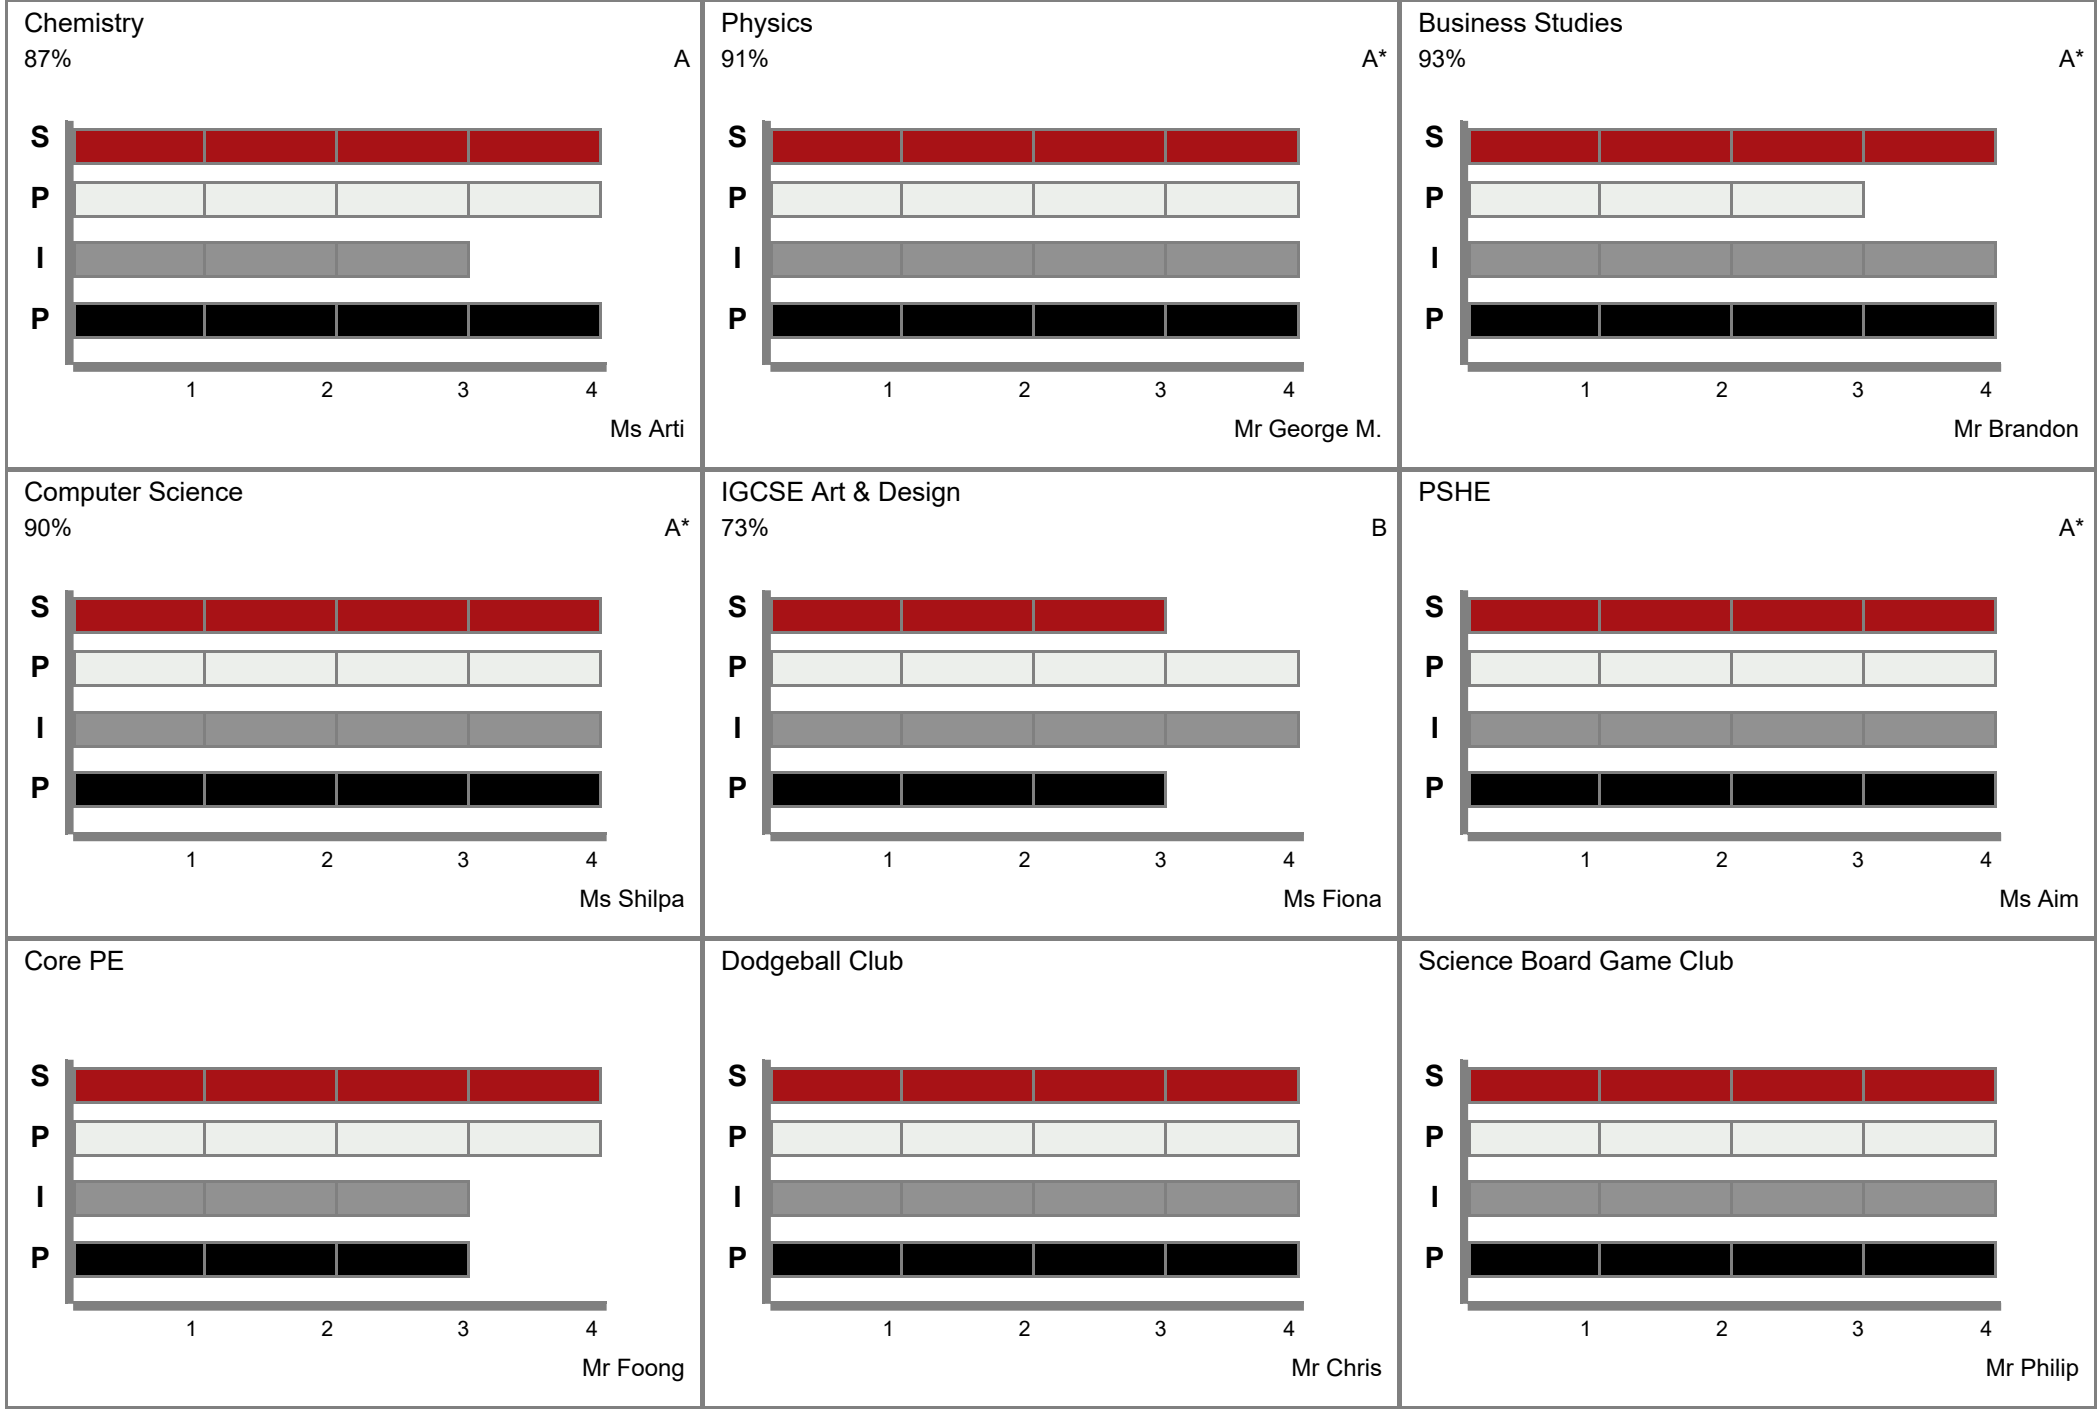 Chemistry
87% A
S
P
I
P
1 2 3 4
Ms Arti
Physics
91% A*
S
P
I
P
1 2 3 4
Mr George M.
Business Studies
93% A*
S
P
I
P
1 2 3 4
Mr Brandon
Computer Science
90% A*
S
P
I
P
1 2 3 4
Ms Shilpa
IGCSE Art & Design
73% B
S
P
I
P
1 2 3 4
Ms Fiona
PSHE
A*
S
P
I
P
1 2 3 4
Ms Aim
Core PE
S
P
I
P
1 2 3 4
Mr Foong
Dodgeball Club
S
P
I
P
1 2 3 4
Mr Chris
Science Board Game Club
S
P
I
P
1 2 3 4
Mr Philip